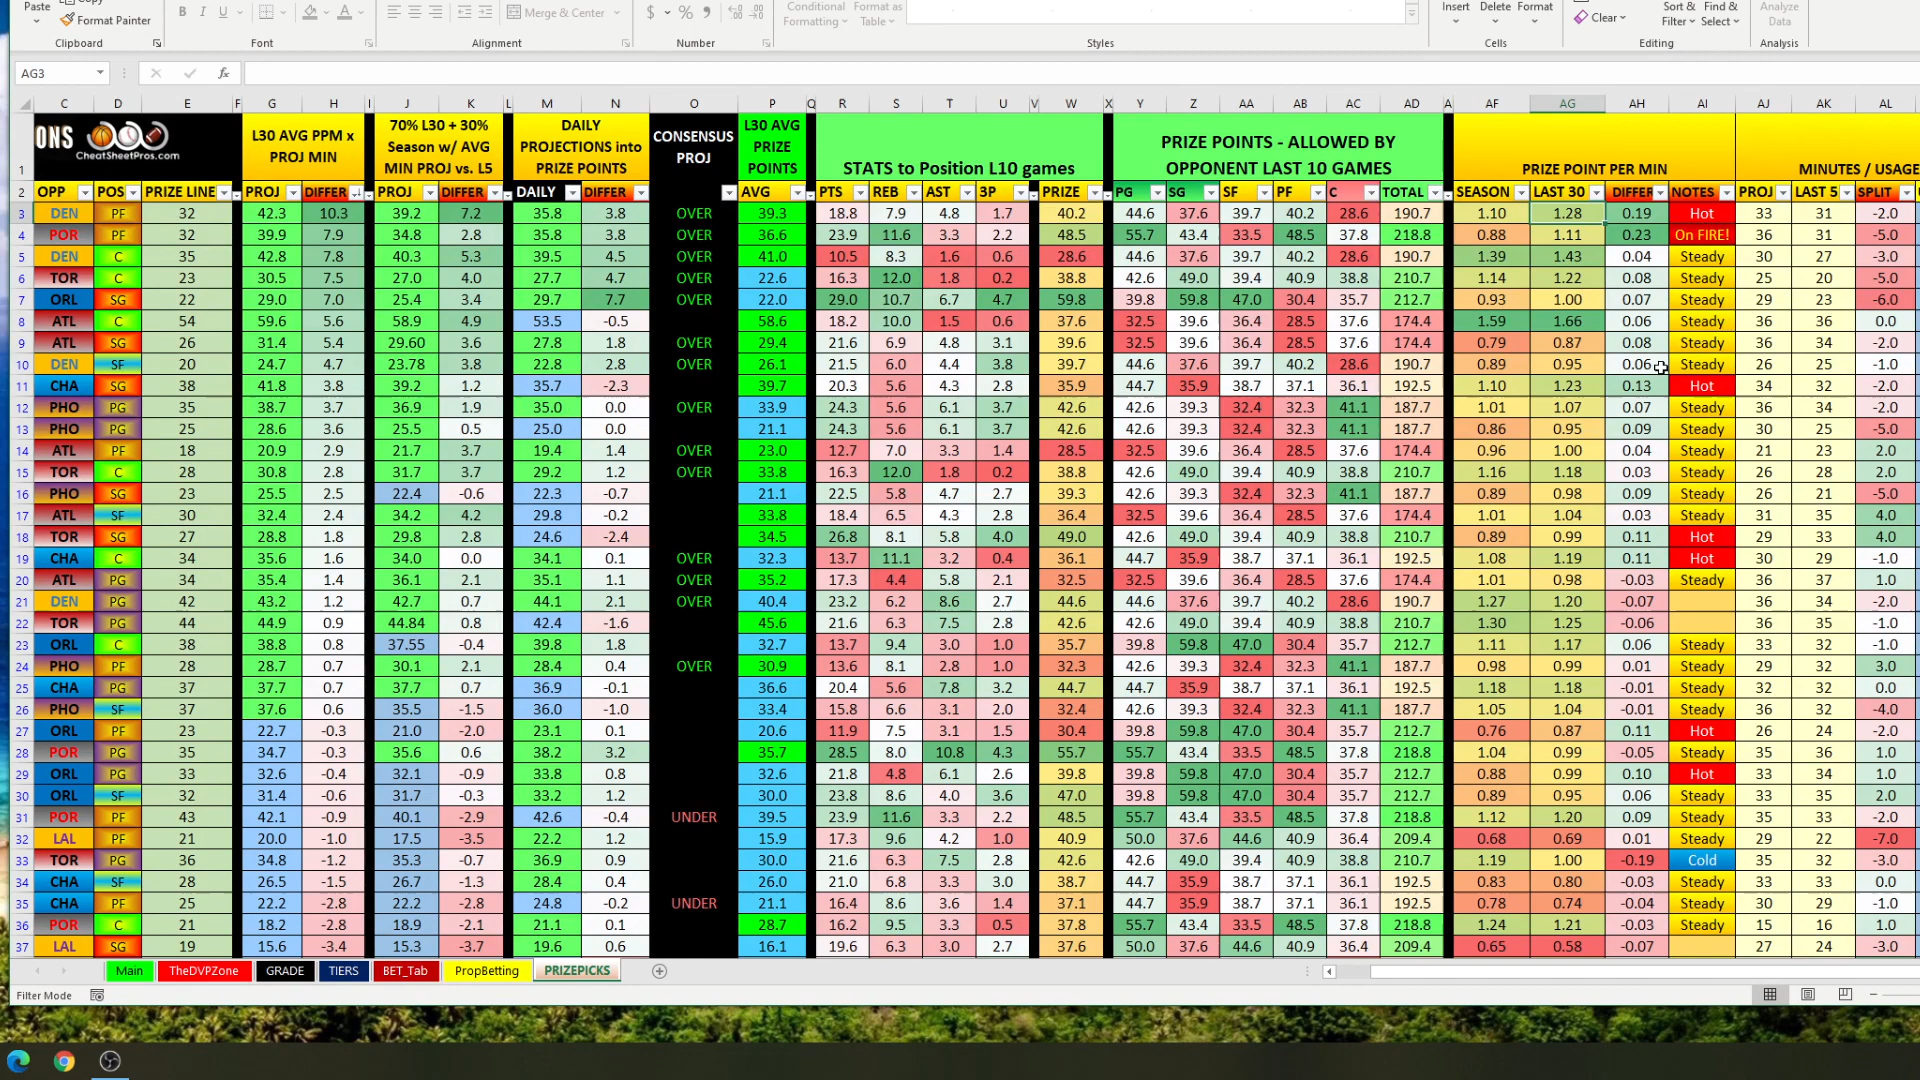 Paste Copy Format Painter B I U Merge & Center $ % Conditional Formatting Format as Table Insert Delete Format Clear Sort & Filter Find & Select Analyze Data
Clipboard Font Alignment Number Styles Cells Editing Analysis
AG3 fx
C D E F G H I J K L M N O P Q R S T U V W X Y Z AA AB AC AD A AF AG AH AI AJ AK AL
1 ONS CheatSheetPros.com L30 AVG PPM x PROJ MIN 70% L30 + 30% Season w/ AVG MIN PROJ vs. L5 DAILY PROJECTIONS into PRIZE POINTS CONSENSUS PROJ L30 AVG PRIZE POINTS STATS to Position L10 games PRIZE POINTS - ALLOWED BY OPPONENT LAST 10 GAMES PRIZE POINT PER MIN MINUTES / USAGE
2 OPP POS PRIZE LINE PROJ DIFFER PROJ DIFFER DAILY DIFFER AVG PTS REB AST 3P PRIZE PG SG SF PF C TOTAL SEASON LAST 30 DIFFER NOTES PROJ LAST 5 SPLIT
3 DEN PF 32 42.3 10.3 39.2 7.2 35.8 3.8 OVER 39.3 18.8 7.9 4.8 1.7 40.2 44.6 37.6 39.7 40.2 28.6 190.7 1.10 1.28 0.19 Hot 33 31 -2.0
4 POR PF 32 39.9 7.9 34.8 2.8 35.8 3.8 OVER 36.6 23.9 11.6 3.3 2.2 48.5 55.7 43.4 33.5 48.5 37.8 218.8 0.88 1.11 0.23 On FIRE! 36 31 -5.0
5 DEN C 35 42.8 7.8 40.3 5.3 39.5 4.5 OVER 41.0 10.5 8.3 1.6 0.6 28.6 44.6 37.6 39.7 40.2 28.6 190.7 1.39 1.43 0.04 Steady 30 27 -3.0
6 TOR C 23 30.5 7.5 27.0 4.0 27.7 4.7 OVER 22.6 16.3 12.0 1.8 0.2 38.8 42.6 49.0 39.4 40.9 38.8 210.7 1.14 1.22 0.08 Steady 25 20 -5.0
7 ORL SG 22 29.0 7.0 25.4 3.4 29.7 7.7 OVER 22.0 29.0 10.7 6.7 4.7 59.8 39.8 59.8 47.0 30.4 35.7 212.7 0.93 1.00 0.07 Steady 29 23 -6.0
8 ATL C 54 59.6 5.6 58.9 4.9 53.5 -0.5 58.6 18.2 10.0 1.5 0.6 37.6 32.5 39.6 36.4 28.5 37.6 174.4 1.59 1.66 0.06 Steady 36 36 0.0
9 ATL SG 26 31.4 5.4 29.60 3.6 27.8 1.8 OVER 29.4 21.6 6.9 4.8 3.1 39.6 32.5 39.6 36.4 28.5 37.6 174.4 0.79 0.87 0.08 Steady 36 34 -2.0
10 DEN SF 20 24.7 4.7 23.78 3.8 22.8 2.8 OVER 26.1 21.5 6.0 4.4 3.8 39.7 44.6 37.6 39.7 40.2 28.6 190.7 0.89 0.95 0.06 Steady 26 25 -1.0
11 CHA SG 38 41.8 3.8 39.2 1.2 35.7 -2.3 39.7 20.3 5.6 4.3 2.8 35.9 44.7 35.9 38.7 37.1 36.1 192.5 1.10 1.23 0.13 Hot 34 32 -2.0
12 PHO PG 35 38.7 3.7 36.9 1.9 35.0 0.0 OVER 33.9 24.3 5.6 6.1 3.7 42.6 42.6 39.3 32.4 32.3 41.1 187.7 1.01 1.07 0.07 Steady 36 34 -2.0
13 PHO PG 25 28.6 3.6 25.5 0.5 25.0 0.0 21.1 24.3 5.6 6.1 3.7 42.6 42.6 39.3 32.4 32.3 41.1 187.7 0.86 0.95 0.09 Steady 30 25 -5.0
14 ATL PF 18 20.9 2.9 21.7 3.7 19.4 1.4 OVER 23.0 12.7 7.0 3.3 1.4 28.5 32.5 39.6 36.4 28.5 37.6 174.4 0.96 1.00 0.04 Steady 21 23 2.0
15 TOR C 28 30.8 2.8 31.7 3.7 29.2 1.2 OVER 33.8 16.3 12.0 1.8 0.2 38.8 42.6 49.0 39.4 40.9 38.8 210.7 1.16 1.18 0.03 Steady 26 28 2.0
16 PHO SG 23 25.5 2.5 22.4 -0.6 22.3 -0.7 21.1 22.5 5.8 4.7 2.7 39.3 42.6 39.3 32.4 32.3 41.1 187.7 0.89 0.98 0.09 Steady 26 21 -5.0
17 ATL SF 30 32.4 2.4 34.2 4.2 29.8 -0.2 33.8 18.4 6.5 4.3 2.8 36.4 32.5 39.6 36.4 28.5 37.6 174.4 1.01 1.04 0.03 Steady 31 35 4.0
18 TOR SG 27 28.8 1.8 29.8 2.8 24.6 -2.4 34.5 26.8 8.1 5.8 4.0 49.0 42.6 49.0 39.4 40.9 38.8 210.7 0.89 0.99 0.11 Hot 29 33 4.0
19 CHA C 34 35.6 1.6 34.0 0.0 34.1 0.1 OVER 32.3 13.7 11.1 3.2 0.4 36.1 44.7 35.9 38.7 37.1 36.1 192.5 1.08 1.19 0.11 Hot 30 29 -1.0
20 ATL PG 34 35.4 1.4 36.1 2.1 35.1 1.1 OVER 35.2 17.3 4.4 5.8 2.1 32.5 32.5 39.6 36.4 28.5 37.6 174.4 1.01 0.98 -0.03 Steady 36 37 1.0
21 DEN PG 42 43.2 1.2 42.7 0.7 44.1 2.1 OVER 40.4 23.2 6.2 8.6 2.7 44.6 44.6 37.6 39.7 40.2 28.6 190.7 1.27 1.20 -0.07 36 34 -2.0
22 TOR PG 44 44.9 0.9 44.84 0.8 42.4 -1.6 45.6 21.6 6.3 7.5 2.8 42.6 42.6 49.0 39.4 40.9 38.8 210.7 1.30 1.25 -0.06 36 35 -1.0
23 ORL C 38 38.8 0.8 37.55 -0.4 39.8 1.8 32.7 13.7 9.4 3.0 1.0 35.7 39.8 59.8 47.0 30.4 35.7 212.7 1.11 1.17 0.06 Steady 33 32 -1.0
24 PHO PF 28 28.7 0.7 30.1 2.1 28.4 0.4 OVER 30.9 13.6 8.1 2.8 1.0 32.3 42.6 39.3 32.4 32.3 41.1 187.7 0.98 0.99 0.01 Steady 29 32 3.0
25 CHA PG 37 37.7 0.7 37.7 0.7 36.9 -0.1 36.6 20.4 5.6 7.8 3.2 44.7 44.7 35.9 38.7 37.1 36.1 192.5 1.18 1.18 -0.01 Steady 32 32 0.0
26 PHO SF 37 37.6 0.6 35.5 -1.5 36.0 -1.0 33.4 15.8 6.6 3.1 2.0 32.4 42.6 39.3 32.4 32.3 41.1 187.7 1.05 1.04 -0.01 Steady 36 32 -4.0
27 ORL PF 23 22.7 -0.3 21.0 -2.0 23.1 0.1 20.6 11.9 7.5 3.1 1.5 30.4 39.8 59.8 47.0 30.4 35.7 212.7 0.76 0.87 0.11 Hot 26 24 -2.0
28 POR PG 35 34.7 -0.3 35.6 0.6 38.2 3.2 35.7 28.5 8.0 10.8 4.3 55.7 55.7 43.4 33.5 48.5 37.8 218.8 1.04 0.99 -0.05 Steady 35 36 1.0
29 ORL PG 33 32.6 -0.4 32.1 -0.9 33.8 0.8 32.6 21.8 4.8 6.1 2.6 39.8 39.8 59.8 47.0 30.4 35.7 212.7 0.88 0.99 0.10 Hot 33 34 1.0
30 ORL SF 32 31.4 -0.6 31.7 -0.3 33.2 1.2 30.0 23.8 8.6 4.0 3.6 47.0 39.8 59.8 47.0 30.4 35.7 212.7 0.89 0.95 0.06 Steady 33 35 2.0
31 POR PF 43 42.1 -0.9 40.1 -2.9 42.6 -0.4 UNDER 39.5 23.9 11.6 3.3 2.2 48.5 55.7 43.4 33.5 48.5 37.8 218.8 1.12 1.20 0.09 Steady 35 33 -2.0
32 LAL PF 21 20.0 -1.0 17.5 -3.5 22.2 1.2 15.9 17.3 9.6 4.2 1.0 40.9 50.0 37.6 44.6 40.9 36.4 209.4 0.68 0.69 0.01 Steady 29 22 -7.0
33 TOR PG 36 34.8 -1.2 35.3 -0.7 36.9 0.9 30.0 21.6 6.3 7.5 2.8 42.6 42.6 49.0 39.4 40.9 38.8 210.7 1.19 1.00 -0.19 Cold 35 32 -3.0
34 CHA SF 28 26.5 -1.5 26.7 -1.3 28.4 0.4 26.0 21.0 6.8 3.3 3.0 38.7 44.7 35.9 38.7 37.1 36.1 192.5 0.83 0.80 -0.03 Steady 33 33 0.0
35 CHA PF 25 22.2 -2.8 22.2 -2.8 24.8 -0.2 UNDER 21.1 16.4 8.6 3.6 1.4 37.1 44.7 35.9 38.7 37.1 36.1 192.5 0.78 0.74 -0.04 Steady 30 29 -1.0
36 POR C 21 18.2 -2.8 18.9 -2.1 21.1 0.1 28.7 16.2 9.5 3.3 0.5 37.8 55.7 43.4 33.5 48.5 37.8 218.8 1.24 1.21 -0.03 Steady 15 16 1.0
37 LAL SG 19 15.6 -3.4 15.3 -3.7 19.6 0.6 16.1 19.6 6.3 3.0 2.7 37.6 50.0 37.6 44.6 40.9 36.4 209.4 0.65 0.58 -0.07 27 24 -3.0
Main TheDVPZone GRADE TIERS BET_Tab PropBetting PRIZEPICKS
Filter Mode